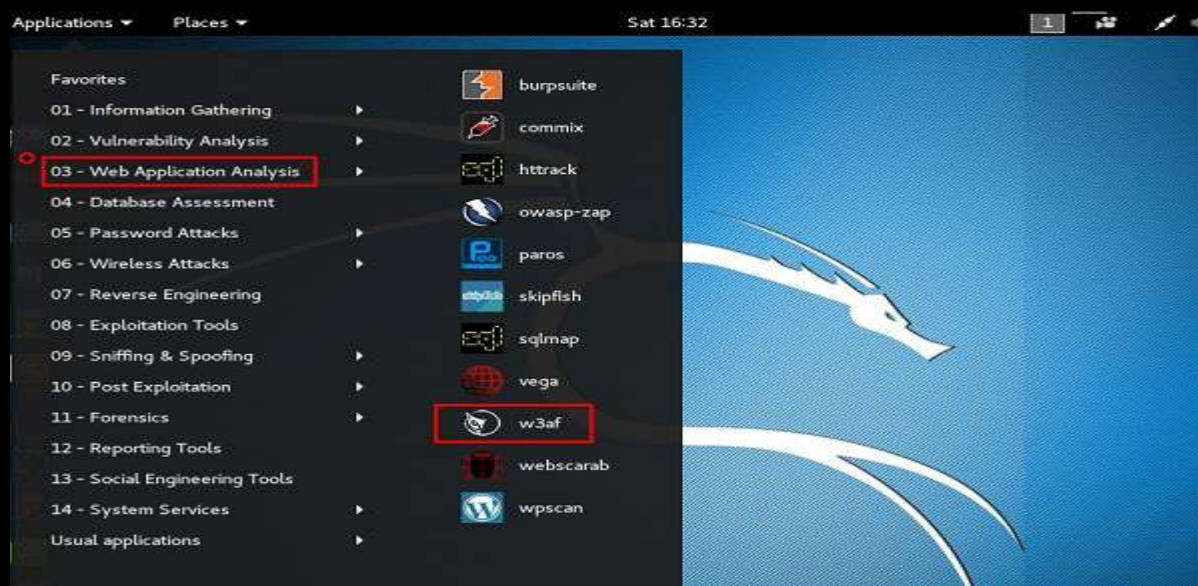 Applications Places Sat 16:32 1
Favorites
01 - Information Gathering
02 - Vulnerability Analysis
03 - Web Application Analysis
04 - Database Assessment
05 - Password Attacks
06 - Wireless Attacks
07 - Reverse Engineering
08 - Exploitation Tools
09 - Sniffing & Spoofing
10 - Post Exploitation
11 - Forensics
12 - Reporting Tools
13 - Social Engineering Tools
14 - System Services
Usual applications
burpsuite
commix
httrack
owasp-zap
paros
skipfish
sqlmap
vega
w3af
webscarab
wpscan